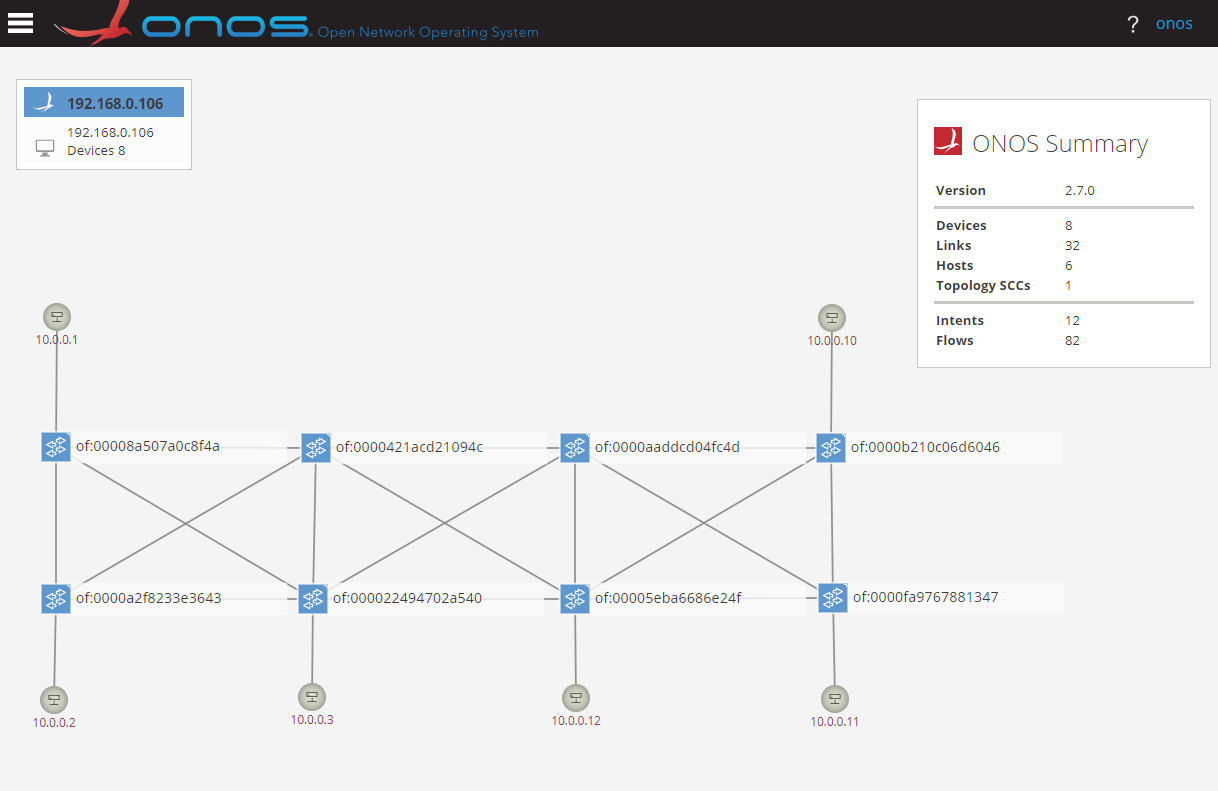 onos. Open Network Operating System
? onos
192.168.0.106
192.168.0.106
Devices 8
ONOS Summary
Version 2.7.0
Devices 8
Links 32
Hosts 6
Topology SCCs 1
Intents 12
Flows 82
10.0.0.1
10.0.0.10
of:00008a507a0c8f4a
of:0000421acd21094c
of:0000aaddcd04fc4d
of:0000b210c06d6046
of:0000a2f8233e3643
of:000022494702a540
of:00005eba6686e24f
of:0000fa9767881347
10.0.0.2
10.0.0.3
10.0.0.12
10.0.0.11